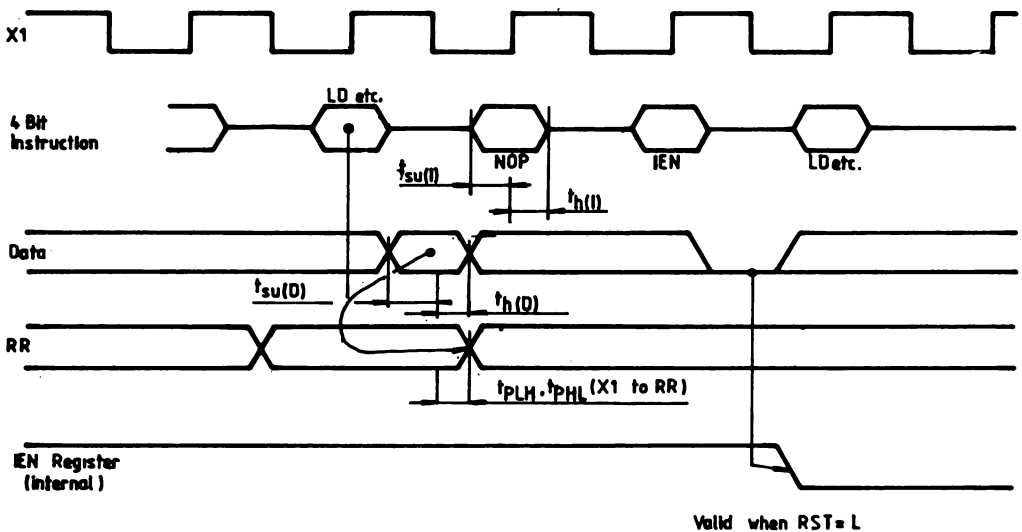 X1
LD etc.
4 Bit
Instruction
NOP
IEN
LD etc.
tsu(I)
th(I)
Data
tsu(D)
th(D)
RR
tPLH, tPHL (X1 to RR)
IEN Register
(internal)
Valid when RST = L